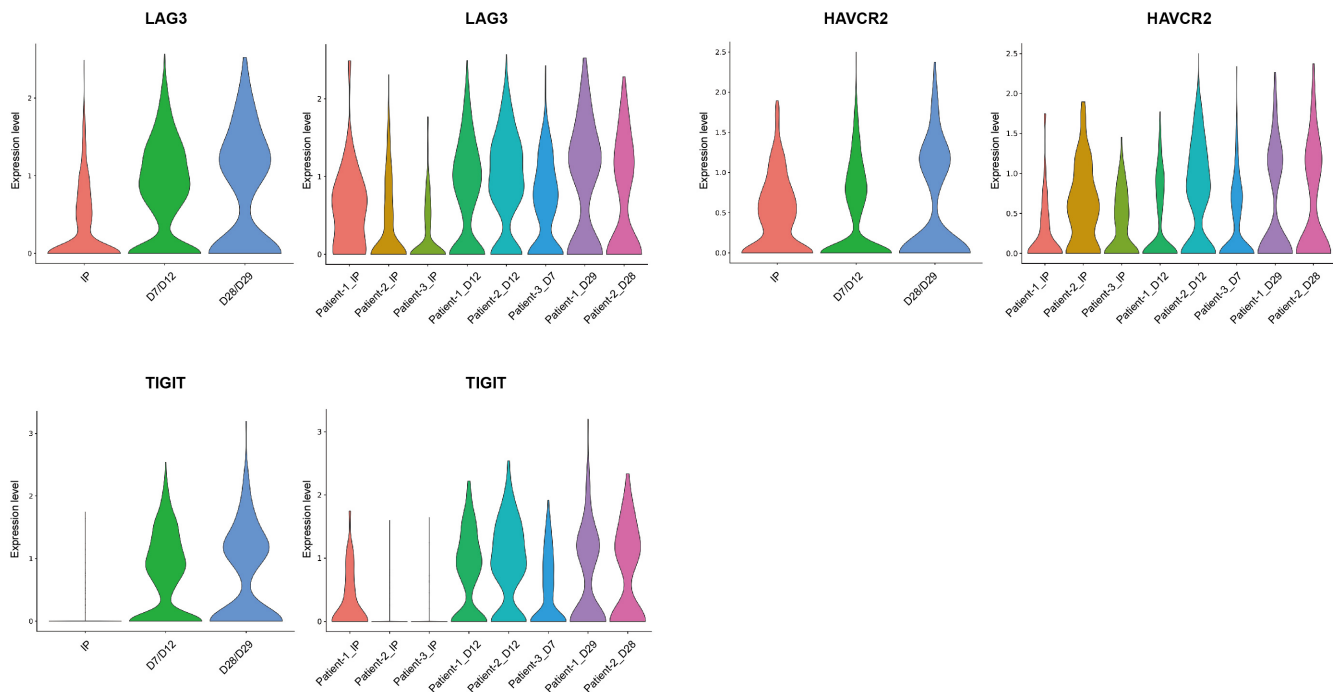 LAG3
Expression level
2
1
0
IP
D7/D12
D28/D29
LAG3
Expression level
2
1
0
Patient-1_IP
Patient-2_IP
Patient-3_IP
Patient-1_D12
Patient-2_D12
Patient-3_D7
Patient-1_D29
Patient-2_D28
HAVCR2
Expression level
2.5
2.0
1.5
1.0
0.5
0.0
IP
D7/D12
D28/D29
HAVCR2
Expression level
2.5
2.0
1.5
1.0
0.5
0.0
Patient-1_IP
Patient-2_IP
Patient-3_IP
Patient-1_D12
Patient-2_D12
Patient-3_D7
Patient-1_D29
Patient-2_D28
TIGIT
Expression level
3
2
1
0
IP
D7/D12
D28/D29
TIGIT
Expression level
3
2
1
0
Patient-1_IP
Patient-2_IP
Patient-3_IP
Patient-1_D12
Patient-2_D12
Patient-3_D7
Patient-1_D29
Patient-2_D28